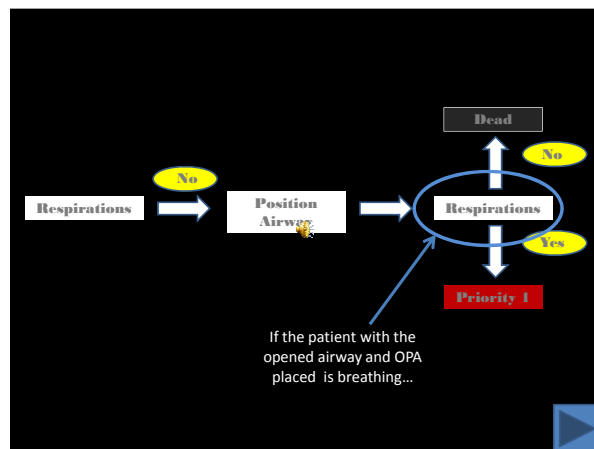 Dead
No
No
Respirations
Position
Airway
Respirations
Yes
Priority 1
If the patient with the
opened airway and OPA
placed is breathing…